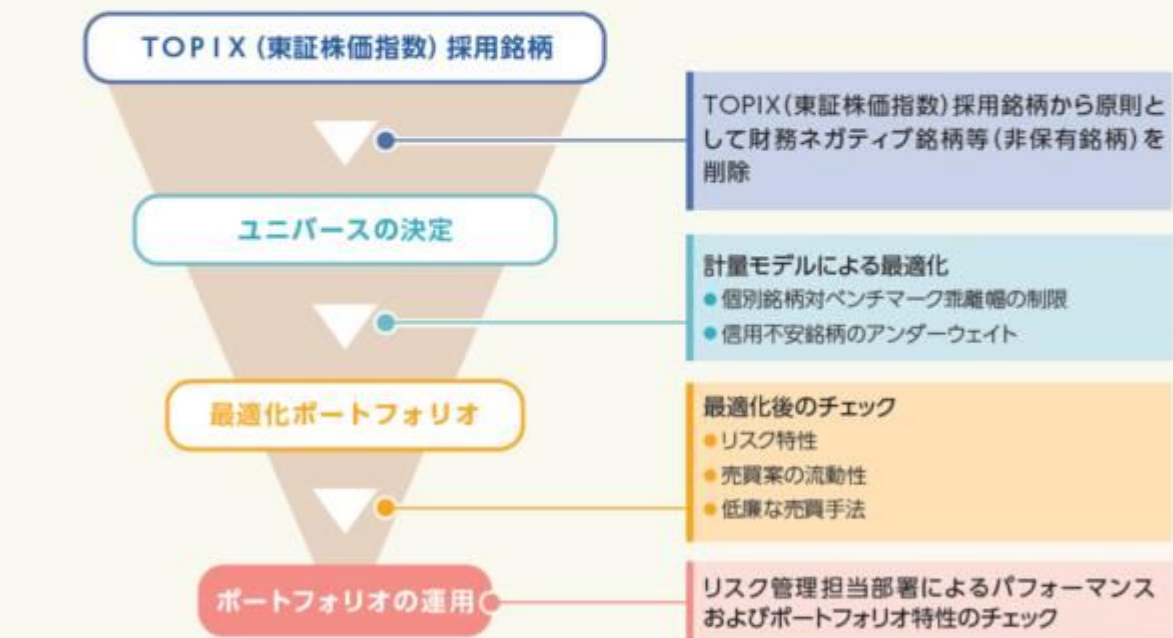 TOPIX（東証株価指数）採用銘柄
TOPIX（東証株価指数）採用銘柄から原則と
して財務ネガティブ銘柄等（非保有銘柄）を
削除
ユニバースの決定
計量モデルによる最適化
●個別銘柄対ベンチマーク乖離幅の制限
●信用不安銘柄のアンダーウェイト
最適化ポートフォリオ
最適化後のチェック
●リスク特性
●売買案の流動性
●低廉な売買手法
ポートフォリオの運用
リスク管理担当部署によるパフォーマンス
およびポートフォリオ特性のチェック